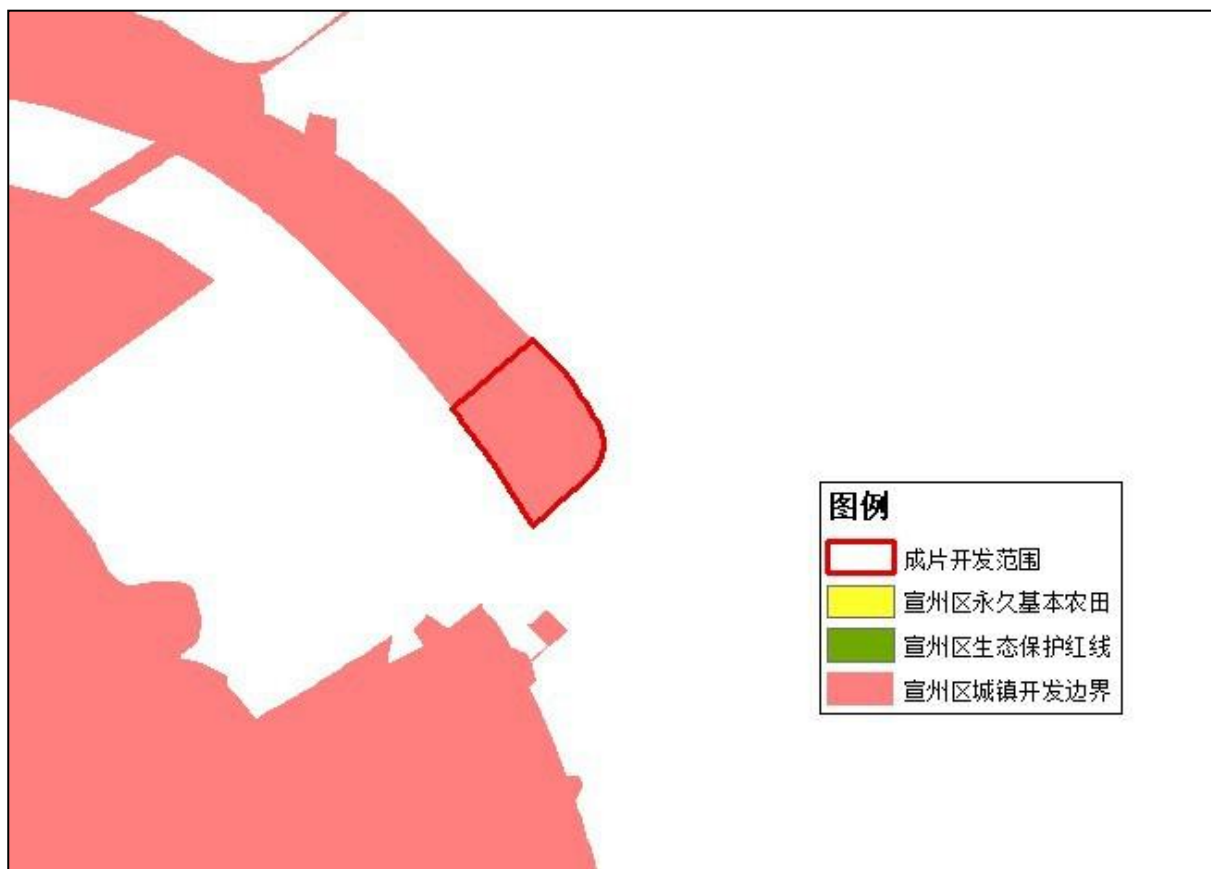 图例
成片开发范围
宣州区永久基本农田
宣州区生态保护红线
宣州区城镇开发边界